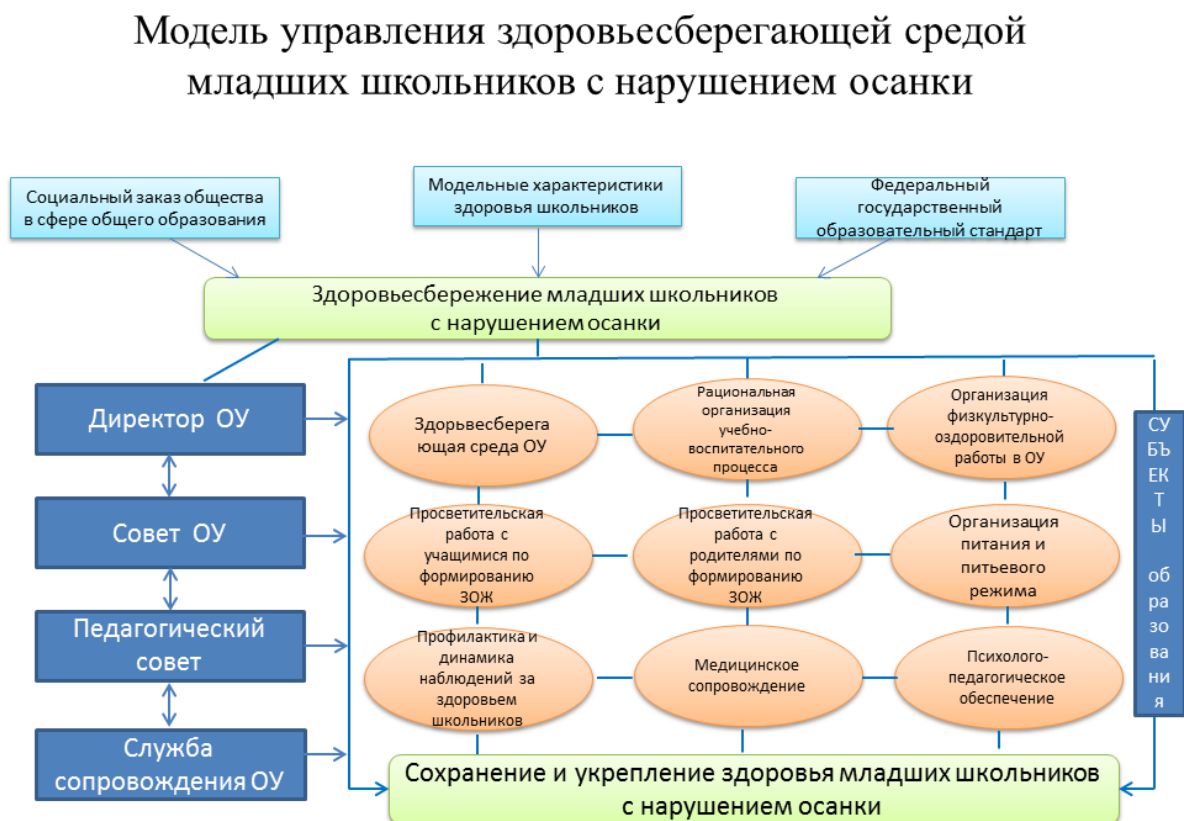 Модель управления здоровьесберегающей средой
младших школьников с нарушением осанки
Социальный заказ общества
в сфере общего образования
Модельные характеристики
здоровья школьников
Федеральный
государственный
образовательный стандарт
Здоровьесбережение младших школьников
с нарушением осанки
Директор ОУ
Совет ОУ
Педагогический
совет
Служба
сопровождения ОУ
Здорьвесберега
ющая среда ОУ
Рациональная
организация
учебно-
воспитательного
процесса
Организация
физкультурно-
оздоровительной
работы в ОУ
Просветительская
работа с
учащимися по
формированию
ЗОЖ
Просветительская
работа с
родителями по
формированию
ЗОЖ
Организация
питания и
питьевого
режима
Профилактика и
динамика
наблюдений за
здоровьем
школьников
Медицинское
сопровождение
Психолого-
педагогическое
обеспечение
СУ
БЪ
ЕК
Т
Ы
об
ра
зо
ва
ни
я
Сохранение и укрепление здоровья младших школьников
с нарушением осанки